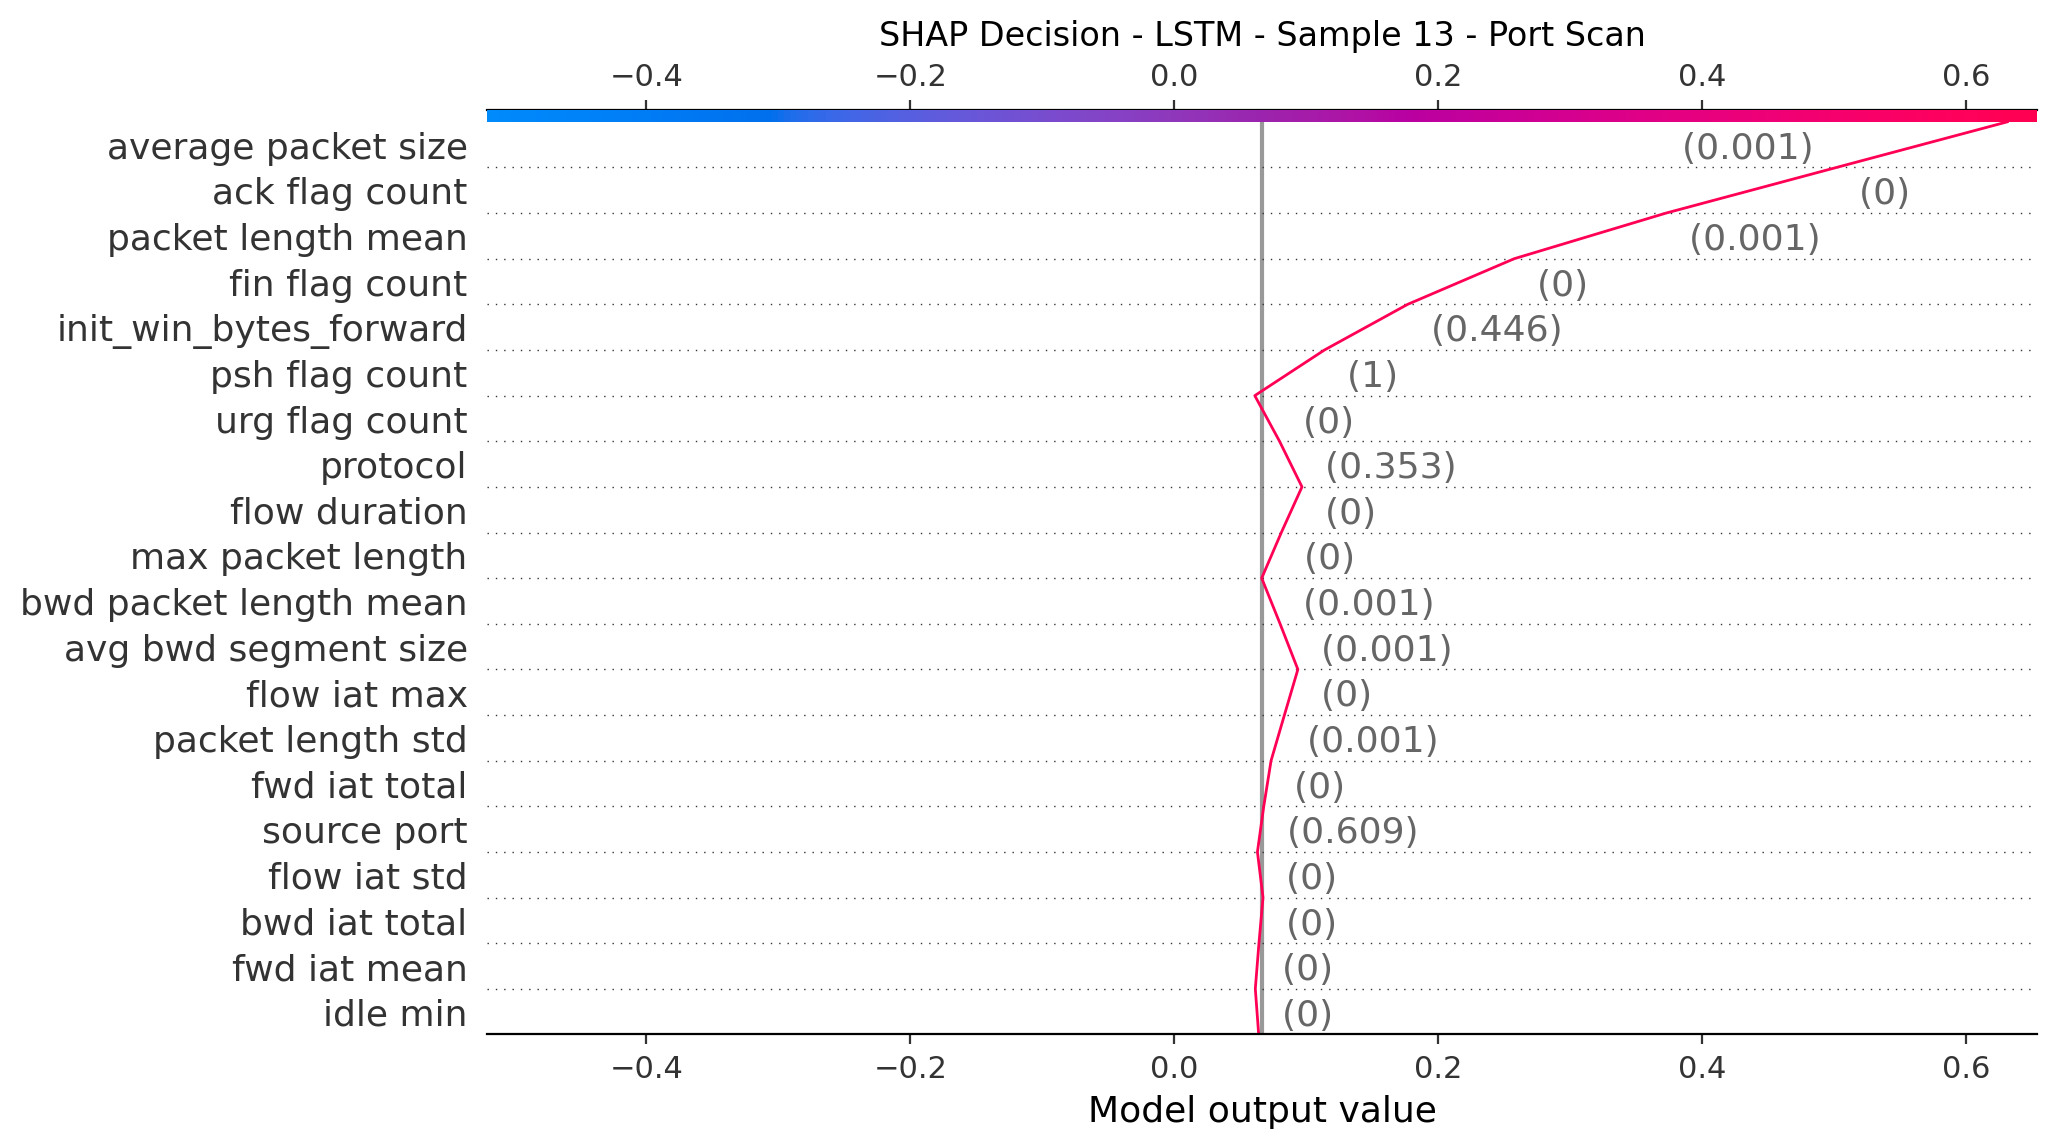 SHAP Decision - LSTM - Sample 13 - Port Scan
−0.4 −0.2 0.0 0.2 0.4 0.6
average packet size (0.001)
ack flag count (0)
packet length mean (0.001)
fin flag count (0)
init_win_bytes_forward (0.446)
psh flag count (1)
urg flag count (0)
protocol (0.353)
flow duration (0)
max packet length (0)
bwd packet length mean (0.001)
avg bwd segment size (0.001)
flow iat max (0)
packet length std (0.001)
fwd iat total (0)
source port (0.609)
flow iat std (0)
bwd iat total (0)
fwd iat mean (0)
idle min (0)
−0.4 −0.2 0.0 0.2 0.4 0.6
Model output value